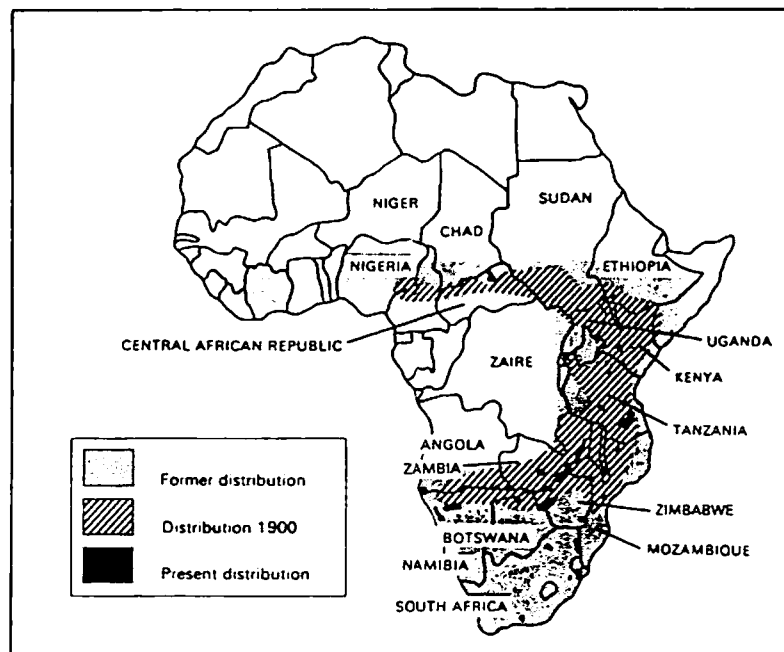 NIGER
CHAD
SUDAN
NIGERIA
ETHIOPIA
CENTRAL AFRICAN REPUBLIC
UGANDA
ZAIRE
KENYA
TANZANIA
ANGOLA
ZAMBIA
ZIMBABWE
BOTSWANA
MOZAMBIQUE
NAMIBIA
SOUTH AFRICA
Former distribution
Distribution 1900
Present distribution